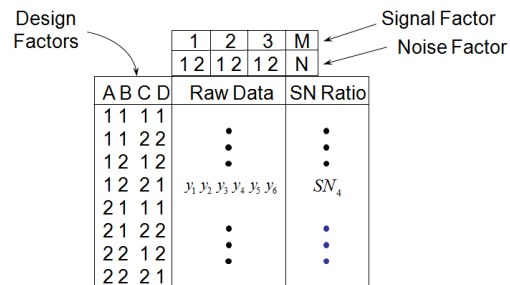 Design Factors
Signal Factor
Noise Factor
1 2 3 M
1 2 1 2 1 2 N
A B C D Raw Data SN Ratio
1 1 1 1
1 1 2 2
1 2 1 2
1 2 2 1 y₁ y₂ y₃ y₄ y₅ y₆ SN₄
2 1 1 1
2 1 2 2
2 2 1 2
2 2 2 1